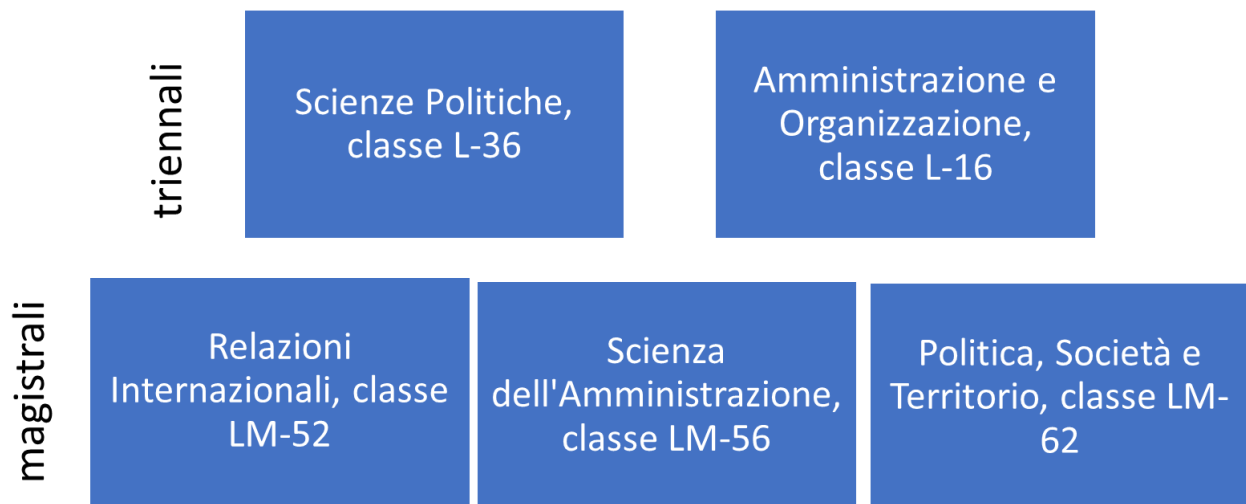 triennali
Scienze Politiche,
classe L-36
Amministrazione e
Organizzazione,
classe L-16
magistrali
Relazioni
Internazionali, classe
LM-52
Scienza
dell'Amministrazione,
classe LM-56
Politica, Società e
Territorio, classe LM-
62